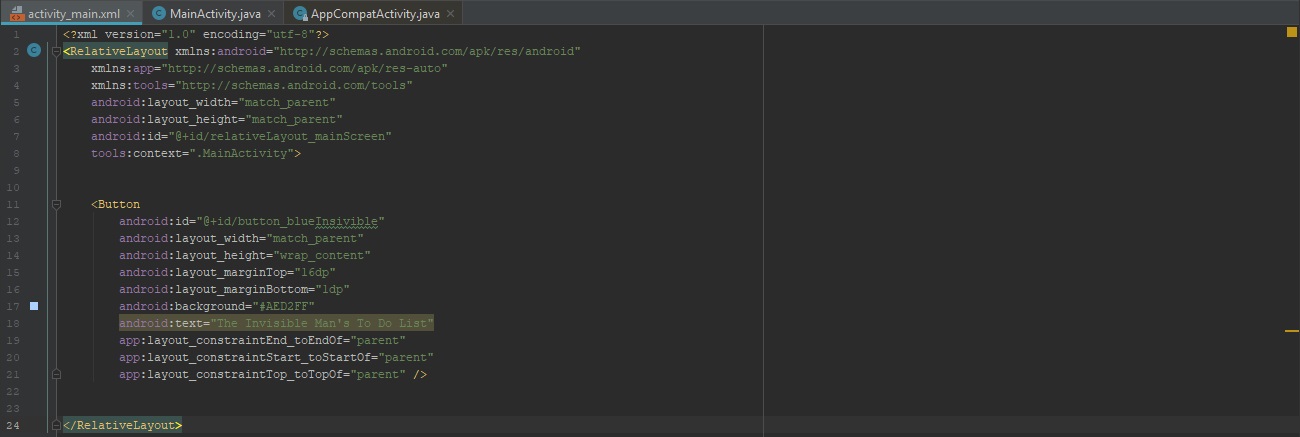 activity_main.xml MainActivity.java AppCompatActivity.java
1 <?xml version="1.0" encoding="utf-8"?>
2 <RelativeLayout xmlns:android="http://schemas.android.com/apk/res/android"
3 xmlns:app="http://schemas.android.com/apk/res-auto"
4 xmlns:tools="http://schemas.android.com/tools"
5 android:layout_width="match_parent"
6 android:layout_height="match_parent"
7 android:id="@+id/relativeLayout_mainScreen"
8 tools:context=".MainActivity">
9
10
11 <Button
12 android:id="@+id/button_blueInsivible"
13 android:layout_width="match_parent"
14 android:layout_height="wrap_content"
15 android:layout_marginTop="16dp"
16 android:layout_marginBottom="1dp"
17 android:background="#AED2FF"
18 android:text="The Invisible Man's To Do List"
19 app:layout_constraintEnd_toEndOf="parent"
20 app:layout_constraintStart_toStartOf="parent"
21 app:layout_constraintTop_toTopOf="parent" />
22
23
24 </RelativeLayout>